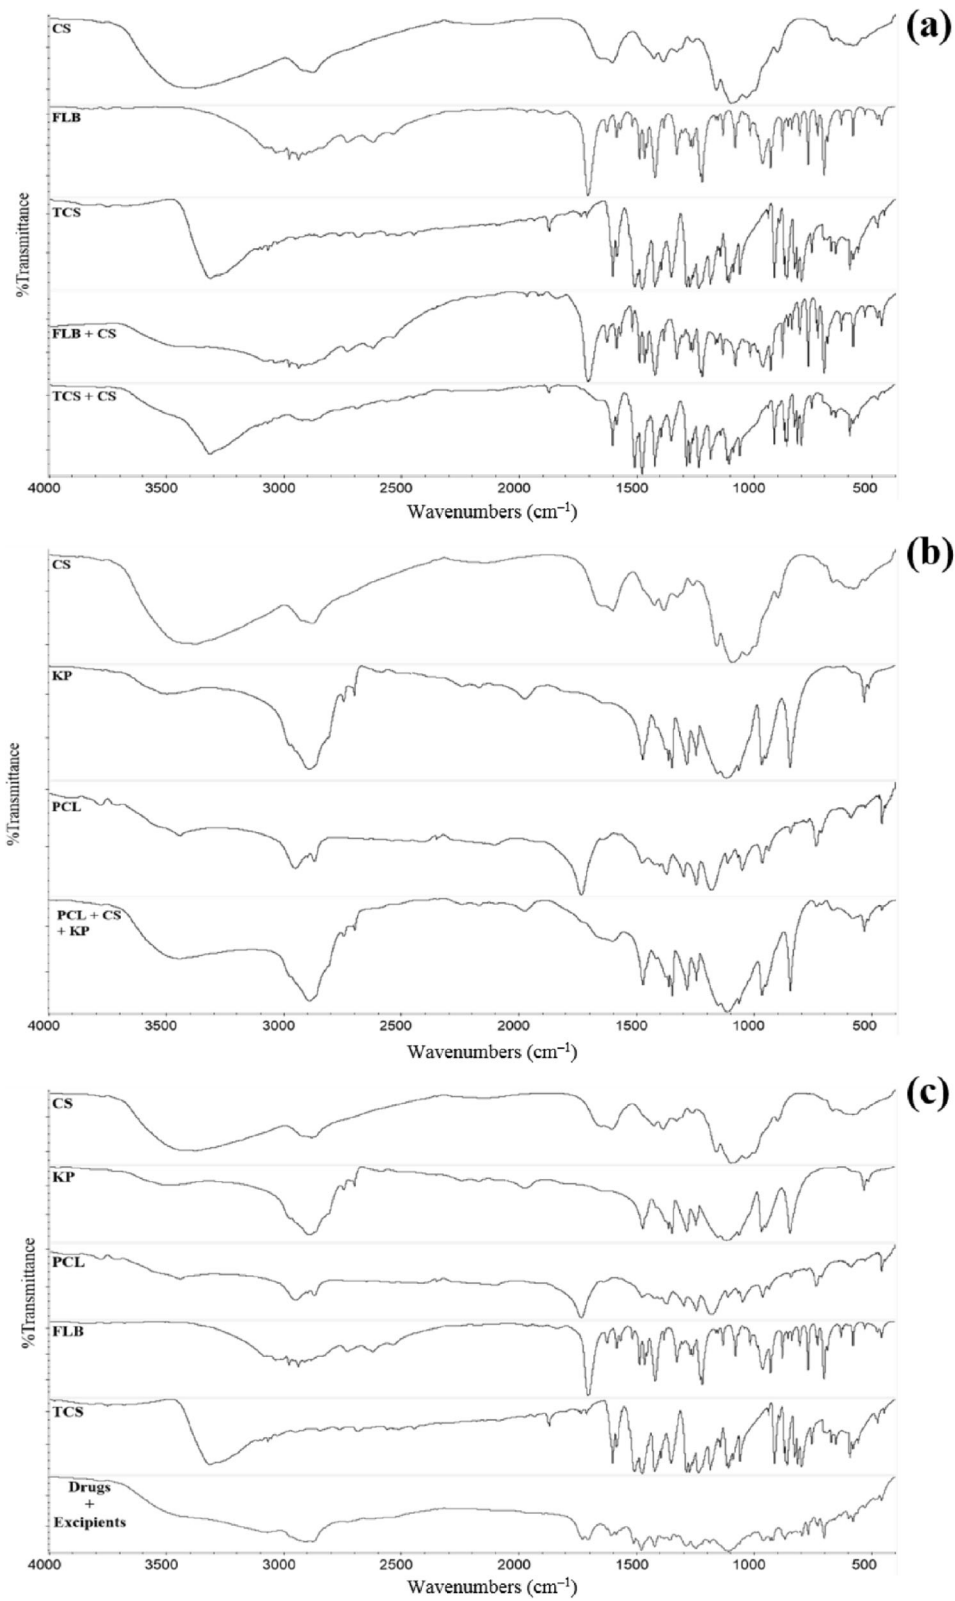 (a)
CS
FLB
TCS
FLB + CS
TCS + CS
%Transmittance
4000 3500 3000 2500 2000 1500 1000 500
Wavenumbers (cm⁻¹)
(b)
CS
KP
PCL
PCL + CS
+ KP
%Transmittance
4000 3500 3000 2500 2000 1500 1000 500
Wavenumbers (cm⁻¹)
(c)
CS
KP
PCL
FLB
TCS
Drugs
+
Excipients
%Transmittance
4000 3500 3000 2500 2000 1500 1000 500
Wavenumbers (cm⁻¹)